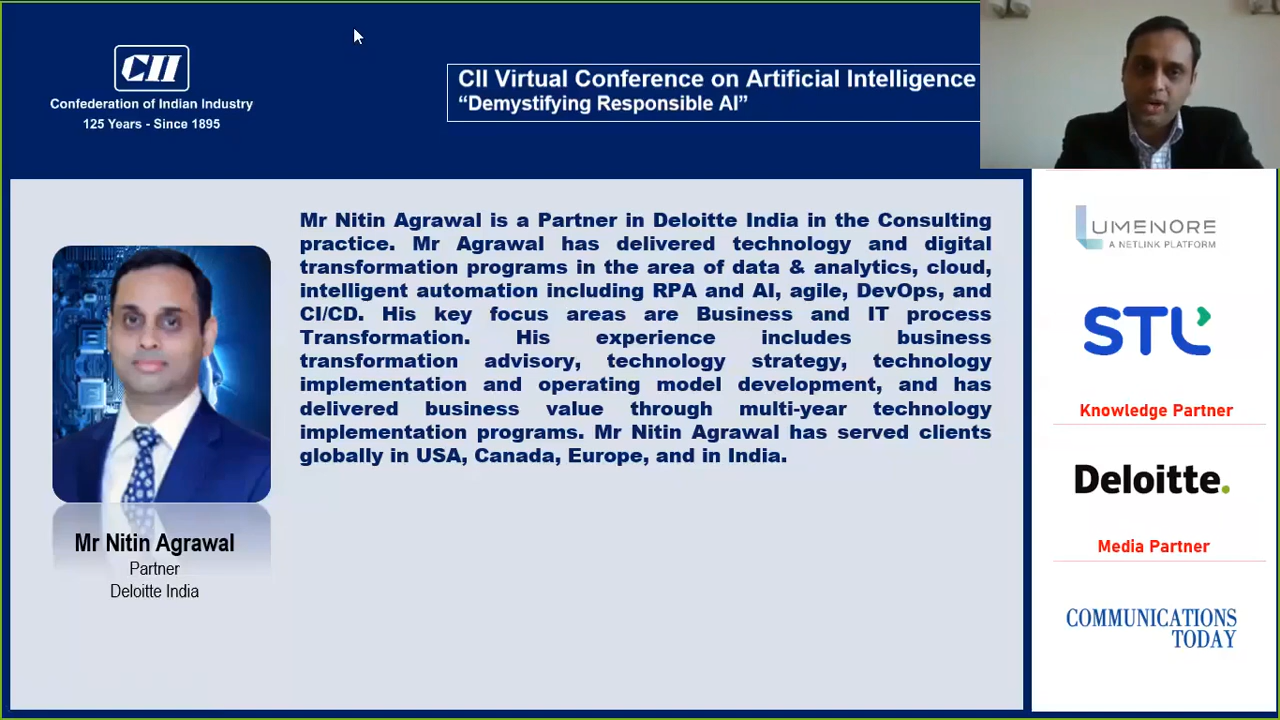 CII
Confederation of Indian Industry
125 Years - Since 1895
CII Virtual Conference on Artificial Intelligence
“Demystifying Responsible AI”
Mr Nitin Agrawal is a Partner in Deloitte India in the Consulting
practice. Mr Agrawal has delivered technology and digital
transformation programs in the area of data & analytics, cloud,
intelligent automation including RPA and AI, agile, DevOps, and
CI/CD. His key focus areas are Business and IT process
Transformation. His experience includes business
transformation advisory, technology strategy, technology
implementation and operating model development, and has
delivered business value through multi-year technology
implementation programs. Mr Nitin Agrawal has served clients
globally in USA, Canada, Europe, and in India.
Mr Nitin Agrawal
Partner
Deloitte India
LUMENORE
A NETLINK PLATFORM
STL
Knowledge Partner
Deloitte.
Media Partner
COMMUNICATIONS
TODAY